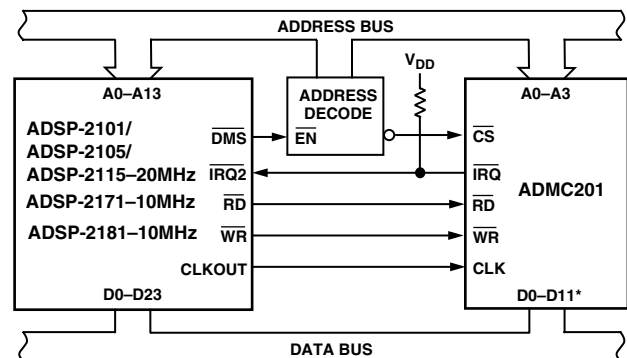 ADDRESS BUS
V_DD
A0–A13
ADDRESS
DECODE
A0–A3
ADSP-2101/
ADSP-2105/
ADSP-2115–20MHz
ADSP-2171–10MHz
ADSP-2181–10MHz
DMS
EN
CS
IRQ2
IRQ
ADMC201
RD
RD
WR
WR
CLKOUT
CLK
D0–D23
D0–D11*
DATA BUS